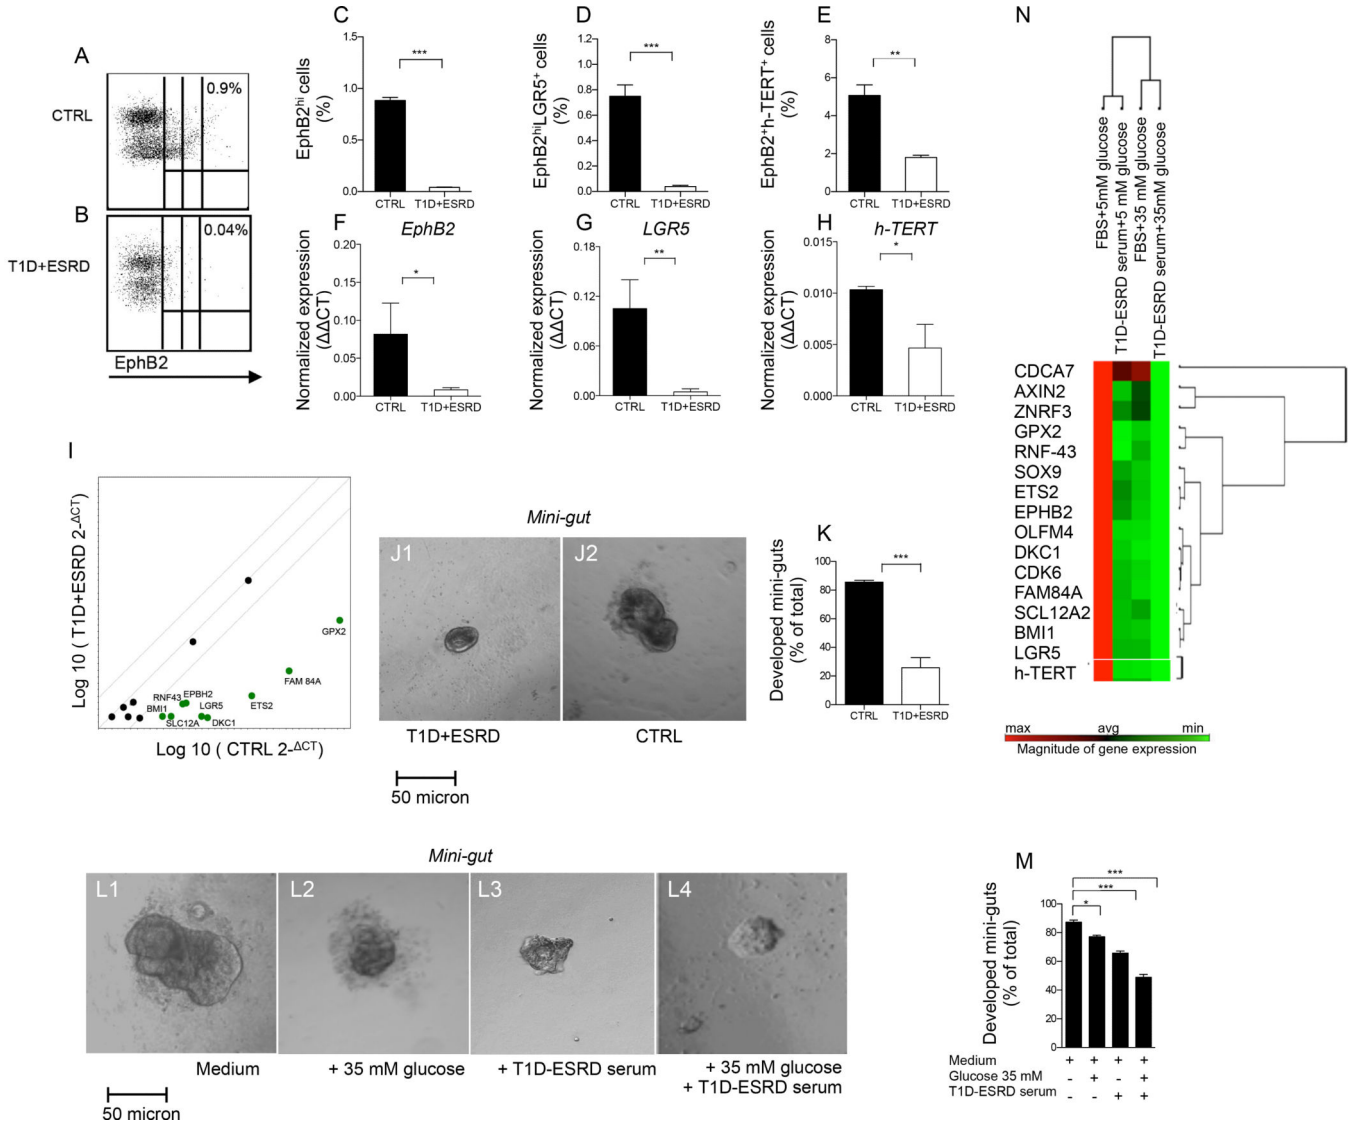 A
CTRL
0.9%
B
T1D+ESRD
0.04%
EphB2
C
EphB2hi cells
(%)
1.5
1.0
0.5
0.0
***
CTRL
T1D+ESRD
D
EphB2hiLGR5+ cells
(%)
1.2
1.0
0.8
0.6
0.4
0.2
0.0
***
CTRL
T1D+ESRD
E
EphB2+h-TERT+ cells
(%)
8
6
4
2
0
**
CTRL
T1D+ESRD
F
EphB2
Normalized expression
(ΔΔCT)
0.20
0.15
0.10
0.05
0.00
*
CTRL
T1D+ESRD
G
LGR5
Normalized expression
(ΔΔCT)
0.18
0.12
0.06
0.00
**
CTRL
T1D+ESRD
H
h-TERT
Normalized expression
(ΔΔCT)
0.015
0.010
0.005
0.000
*
CTRL
T1D+ESRD
I
Log 10 ( T1D+ESRD 2-ΔCT)
GPX2
FAM 84A
ETS2
RNF43
EPBH2
BMI1
LGR5
SLC12A
DKC1
Log 10 ( CTRL 2-ΔCT)
Mini-gut
J1
J2
T1D+ESRD
CTRL
50 micron
K
Developed mini-guts
(% of total)
100
80
60
40
20
0
***
CTRL
T1D+ESRD
Mini-gut
L1
L2
L3
L4
Medium
+ 35 mM glucose
+ T1D-ESRD serum
+ 35 mM glucose
+ T1D-ESRD serum
50 micron
M
Developed mini-guts
(% of total)
100
80
60
40
20
0
***
***
*
Medium + + + +
Glucose 35 mM - + - +
T1D-ESRD serum - - + +
N
FBS+5mM glucose
T1D-ESRD serum+5 mM glucose
FBS+35 mM glucose
T1D-ESRD serum+35mM glucose
CDCA7
AXIN2
ZNRF3
GPX2
RNF-43
SOX9
ETS2
EPHB2
OLFM4
DKC1
CDK6
FAM84A
SCL12A2
BMI1
LGR5
h-TERT
max
avg
min
Magnitude of gene expression